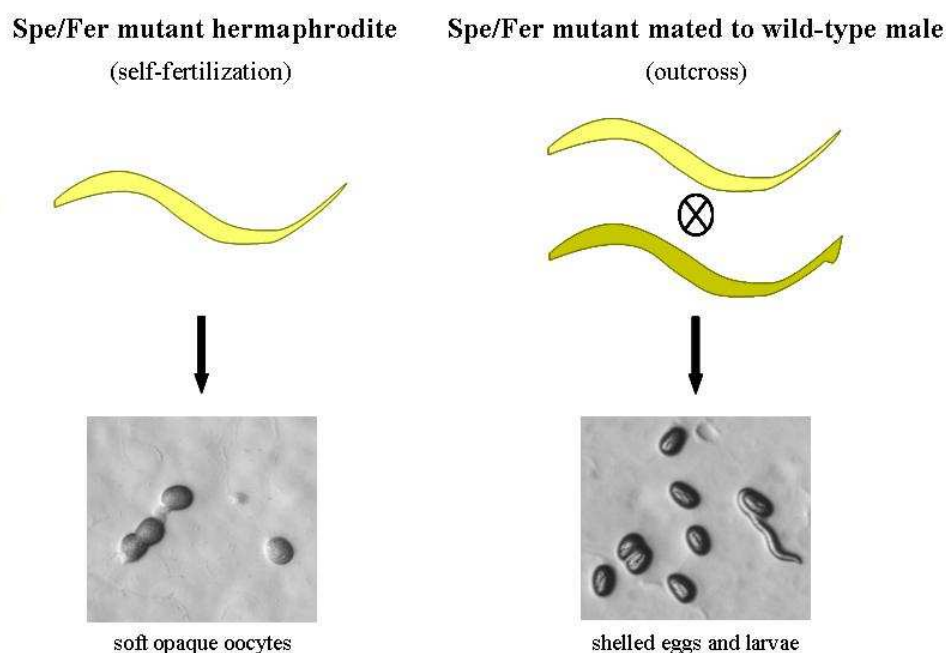 Spe/Fer mutant hermaphrodite
(self-fertilization)
Spe/Fer mutant mated to wild-type male
(outcross)
soft opaque oocytes
shelled eggs and larvae